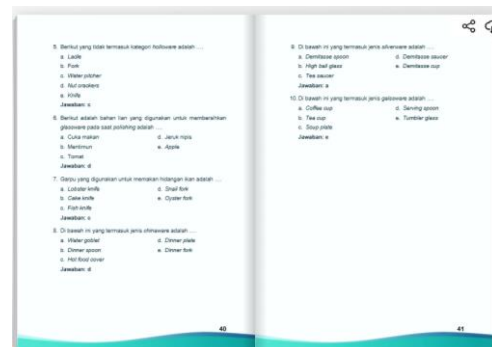 5. Berikut yang tidak termasuk kategori holloware adalah ....
a. Ladle
b. Fork
c. Water pitcher
d. Nut crackers
e. Knife
Jawaban: c
6. Berikut adalah bahan lain yang digunakan untuk membersihkan
glassware pada saat polishing adalah ....
a. Cuka makan
d. Jeruk nipis
b. Mentimun
e. Apple
c. Tomat
Jawaban: d
7. Garpu yang digunakan untuk memakan hidangan ikan adalah ....
a. Lobster knife
d. Snail fork
b. Cake knife
e. Oyster fork
c. Fish knife
Jawaban: c
8. Di bawah ini yang termasuk jenis chinaware adalah ....
a. Water goblet
d. Dinner plate
b. Dinner spoon
e. Dinner fork
c. Hot food cover
Jawaban: d
40
9. Di bawah ini yang termasuk jenis silverware adalah ....
a. Demitasse spoon
d. Demitasse saucer
b. High ball glass
e. Demitasse cup
c. Tea saucer
Jawaban: a
10. Di bawah ini yang termasuk jenis glassware adalah ....
a. Coffee cup
d. Serving spoon
b. Tea cup
e. Tumbler glass
c. Soup plate
Jawaban: e
41